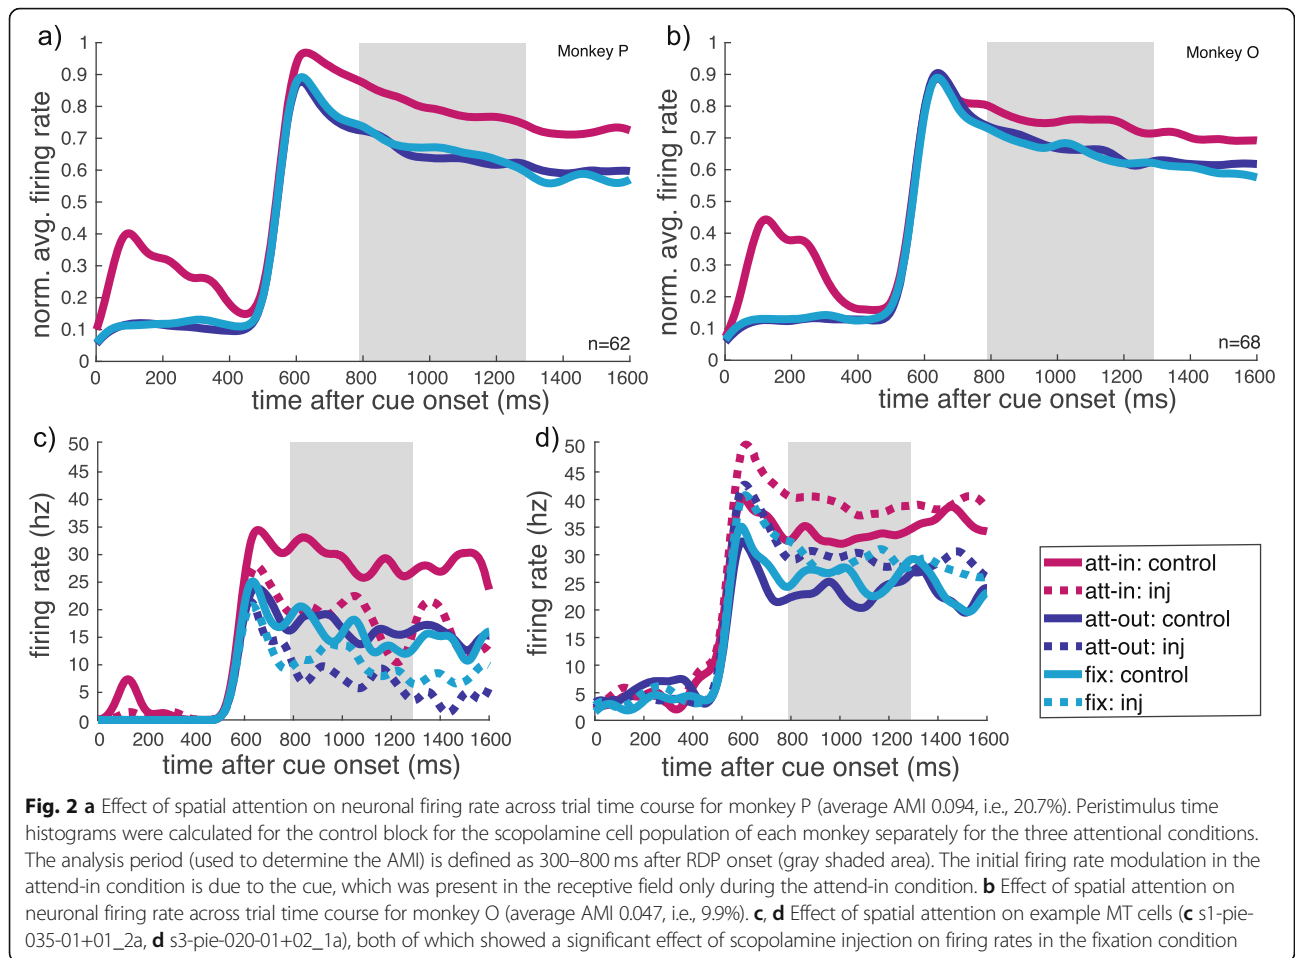 a)
Monkey P
1
0.9
0.8
0.7
0.6
0.5
0.4
0.3
0.2
0.1
0
norm. avg. firing rate
n=62
0 200 400 600 800 1000 1200 1400 1600
time after cue onset (ms)
b)
Monkey O
1
0.9
0.8
0.7
0.6
0.5
0.4
0.3
0.2
0.1
0
norm. avg. firing rate
n=68
0 200 400 600 800 1000 1200 1400 1600
time after cue onset (ms)
c)
50
45
40
35
30
25
20
15
10
5
0
firing rate (hz)
0 200 400 600 800 1000 1200 1400 1600
time after cue onset (ms)
d)
50
45
40
35
30
25
20
15
10
5
0
firing rate (hz)
0 200 400 600 800 1000 1200 1400 1600
time after cue onset (ms)
att-in: control
att-in: inj
att-out: control
att-out: inj
fix: control
fix: inj
Fig. 2 a Effect of spatial attention on neuronal firing rate across trial time course for monkey P (average AMI 0.094, i.e., 20.7%). Peristimulus time
histograms were calculated for the control block for the scopolamine cell population of each monkey separately for the three attentional conditions.
The analysis period (used to determine the AMI) is defined as 300–800 ms after RDP onset (gray shaded area). The initial firing rate modulation in the
attend-in condition is due to the cue, which was present in the receptive field only during the attend-in condition. b Effect of spatial attention on
neuronal firing rate across trial time course for monkey O (average AMI 0.047, i.e., 9.9%). c, d Effect of spatial attention on example MT cells (c s1-pie-
035-01+01_2a, d s3-pie-020-01+02_1a), both of which showed a significant effect of scopolamine injection on firing rates in the fixation condition